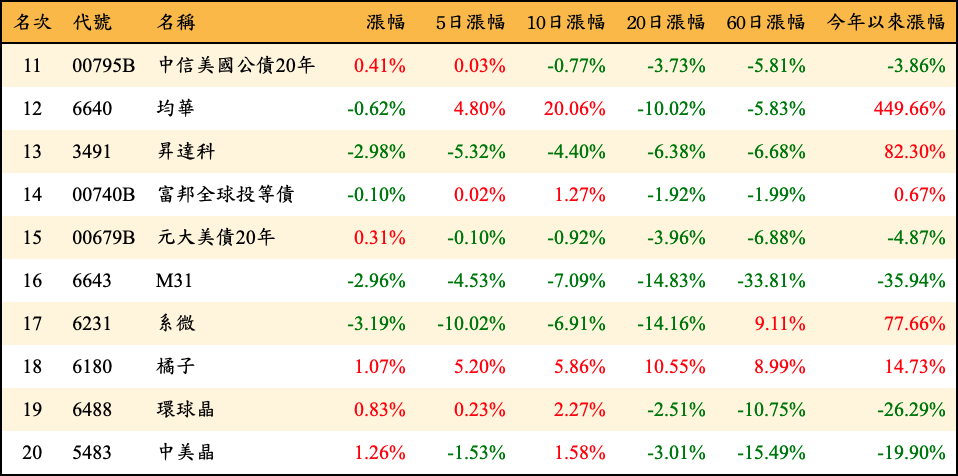 名次 代號 名稱 漲幅 5日漲幅 10日漲幅 20日漲幅 60日漲幅 今年以來漲幅
11 00795B 中信美國公債20年 0.41% 0.03% -0.77% -3.73% -5.81% -3.86%
12 6640 均華 -0.62% 4.80% 20.06% -10.02% -5.83% 449.66%
13 3491 昇達科 -2.98% -5.32% -4.40% -6.38% -6.68% 82.30%
14 00740B 富邦全球投等債 -0.10% 0.02% 1.27% -1.92% -1.99% 0.67%
15 00679B 元大美債20年 0.31% -0.10% -0.92% -3.96% -6.88% -4.87%
16 6643 M31 -2.96% -4.53% -7.09% -14.83% -33.81% -35.94%
17 6231 系微 -3.19% -10.02% -6.91% -14.16% 9.11% 77.66%
18 6180 橘子 1.07% 5.20% 5.86% 10.55% 8.99% 14.73%
19 6488 環球晶 0.83% 0.23% 2.27% -2.51% -10.75% -26.29%
20 5483 中美晶 1.26% -1.53% 1.58% -3.01% -15.49% -19.90%